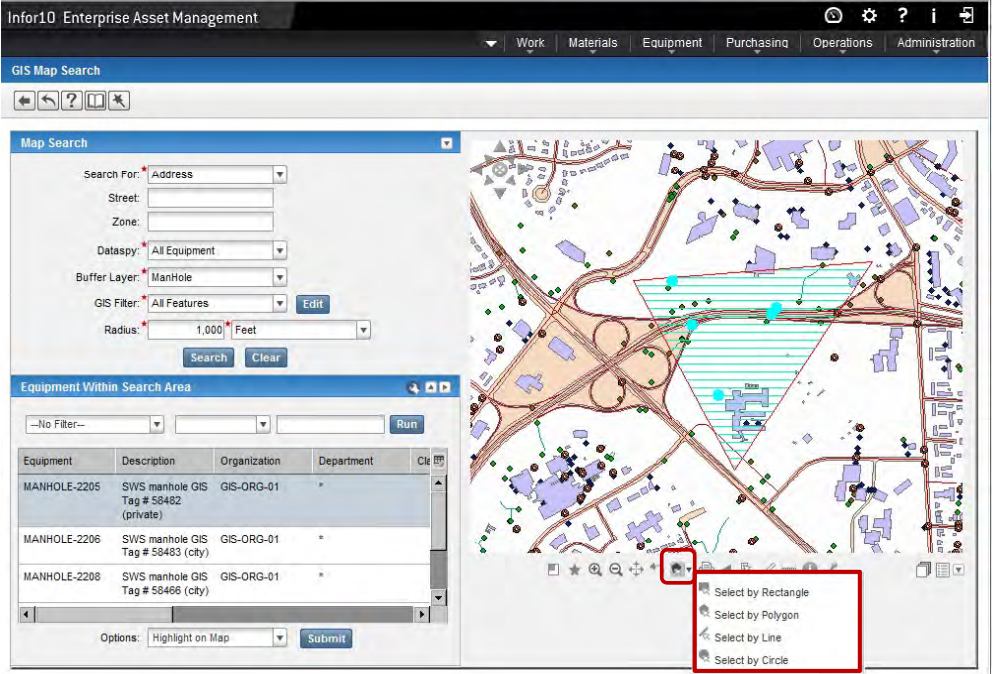 Infor10 Enterprise Asset Management
Work Materials Equipment Purchasing Operations Administration
GIS Map Search
Map Search
Search For:* Address
Street:
Zone:
Dataspy:* All Equipment
Buffer Layer:* ManHole
GIS Filter:* All Features Edit
Radius:* 1,000 * Feet
Search Clear
Equipment Within Search Area
--No Filter-- Run
Equipment Description Organization Department Cla
MANHOLE-2205 SWS manhole GIS GIS-ORG-01 *
Tag # 58482
(private)
MANHOLE-2206 SWS manhole GIS GIS-ORG-01 *
Tag # 58483 (city)
MANHOLE-2208 SWS manhole GIS GIS-ORG-01 *
Tag # 58466 (city)
Options: Highlight on Map Submit
Select by Rectangle
Select by Polygon
Select by Line
Select by Circle